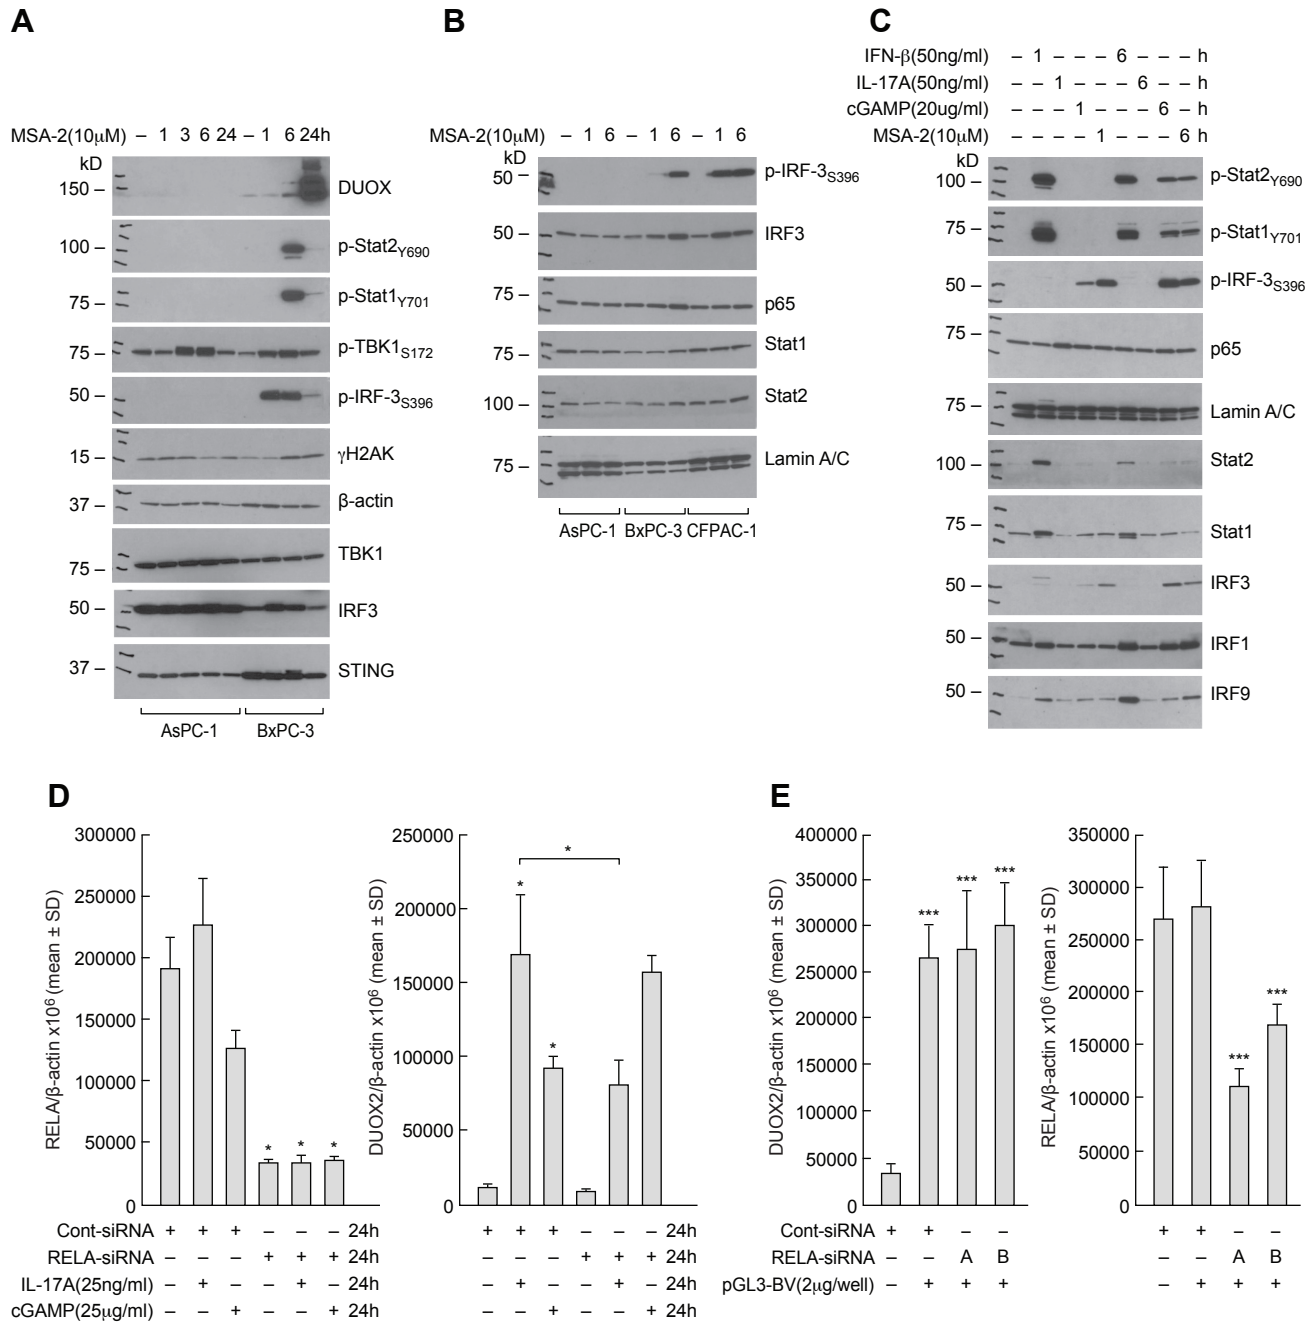 A
MSA-2(10μM) – 1 3 6 24 – 1 6 24h
kD
150 – DUOX
100 – p-Stat2Y690
75 – p-Stat1Y701
75 – p-TBK1S172
50 – p-IRF-3S396
15 – γH2AK
37 – β-actin
75 – TBK1
50 – IRF3
37 – STING
AsPC-1 BxPC-3
B
MSA-2(10μM) – 1 6 – 1 6 – 1 6
kD
50 – p-IRF-3S396
50 – IRF3
75 – p65
75 – Stat1
100 – Stat2
75 – Lamin A/C
AsPC-1 BxPC-3 CFPAC-1
C
IFN-β(50ng/ml) – 1 – – – 6 – – – h
IL-17A(50ng/ml) – – 1 – – – 6 – – h
cGAMP(20ug/ml) – – – 1 – – – 6 – h
MSA-2(10μM) – – – – 1 – – – 6 h
kD
100 – p-Stat2Y690
75 – p-Stat1Y701
50 – p-IRF-3S396
75 – p65
75 – Lamin A/C
100 – Stat2
75 – Stat1
50 – IRF3
50 – IRF1
50 – IRF9
D
RELA/β-actin x10⁶ (mean ± SD)
300000
250000
200000
150000
100000
50000
0
* * *
Cont-siRNA + + + – – – 24h
RELA-siRNA – – – + + + 24h
IL-17A(25ng/ml) – + – – + – 24h
cGAMP(25μg/ml) – – + – – + 24h
DUOX2/β-actin x10⁶ (mean ± SD)
250000
200000
150000
100000
50000
0
*
* *
+ + + – – – 24h
– – – + + + 24h
– + – – + – 24h
– – + – – + 24h
E
DUOX2/β-actin x10⁶ (mean ± SD)
400000
350000
300000
250000
200000
150000
100000
50000
0
*** *** ***
Cont-siRNA + + – –
RELA-siRNA – – A B
pGL3-BV(2μg/well) – + + +
RELA/β-actin x10⁶ (mean ± SD)
350000
300000
250000
200000
150000
100000
50000
0
*** ***
+ + – –
– – A B
– + + +